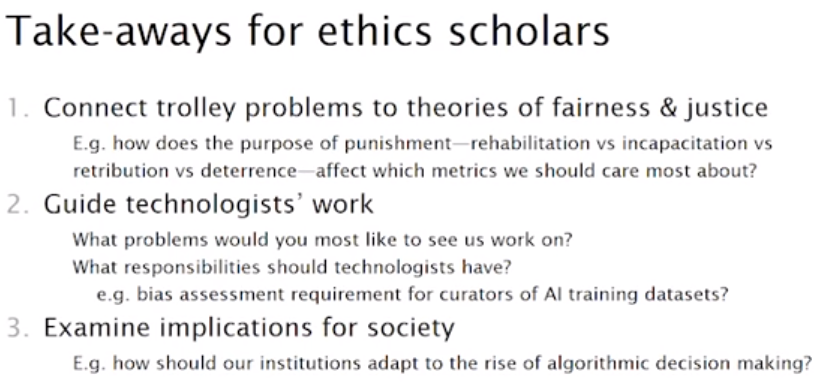 Take-aways for ethics scholars
1. Connect trolley problems to theories of fairness & justice
E.g. how does the purpose of punishment—rehabilitation vs incapacitation vs
retribution vs deterrence—affect which metrics we should care most about?
2. Guide technologists' work
What problems would you most like to see us work on?
What responsibilities should technologists have?
e.g. bias assessment requirement for curators of AI training datasets?
3. Examine implications for society
E.g. how should our institutions adapt to the rise of algorithmic decision making?